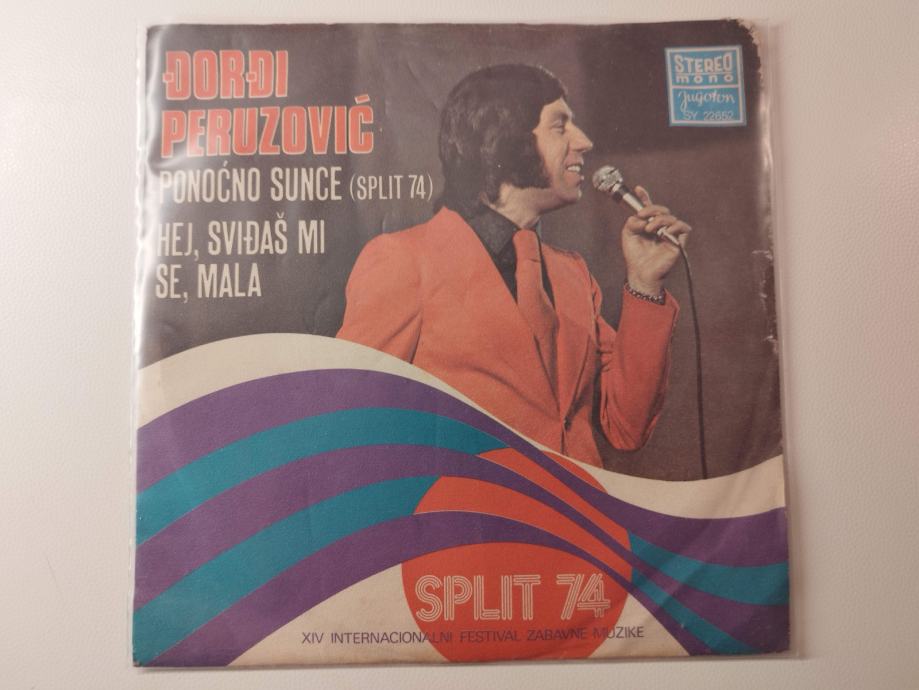 ĐORĐI
PERUZOVIĆ
PONOĆNO SUNCE (SPLIT 74)
HEJ, SVIĐAŠ MI
SE, MALA
STEREO
mono
Jugoton
SY 22652
SPLIT 74
XIV INTERNACIONALNI FESTIVAL ZABAVNE MUZIKE